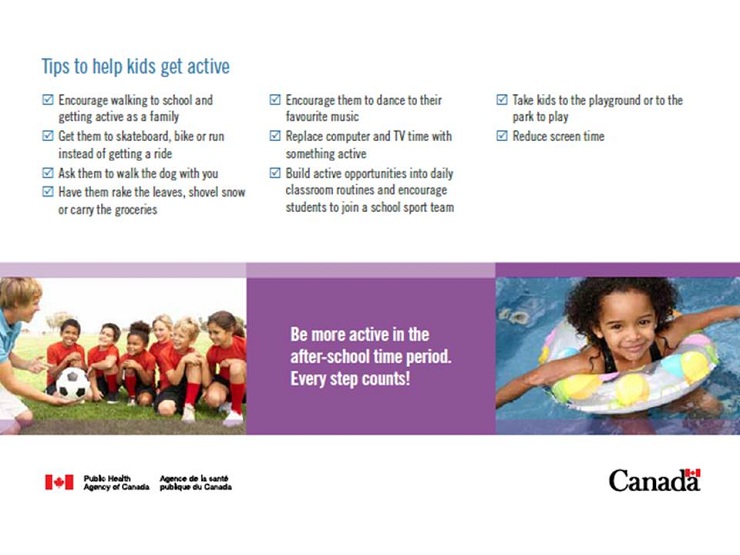 Tips to help kids get active
Encourage walking to school and
getting active as a family
Get them to skateboard, bike or run
instead of getting a ride
Ask them to walk the dog with you
Have them rake the leaves, shovel snow
or carry the groceries
Encourage them to dance to their
favourite music
Replace computer and TV time with
something active
Build active opportunities into daily
classroom routines and encourage
students to join a school sport team
Take kids to the playground or to the
park to play
Reduce screen time
Be more active in the
after-school time period.
Every step counts!
Public Health
Agency of Canada
Agence de la santé
publique du Canada
Canada